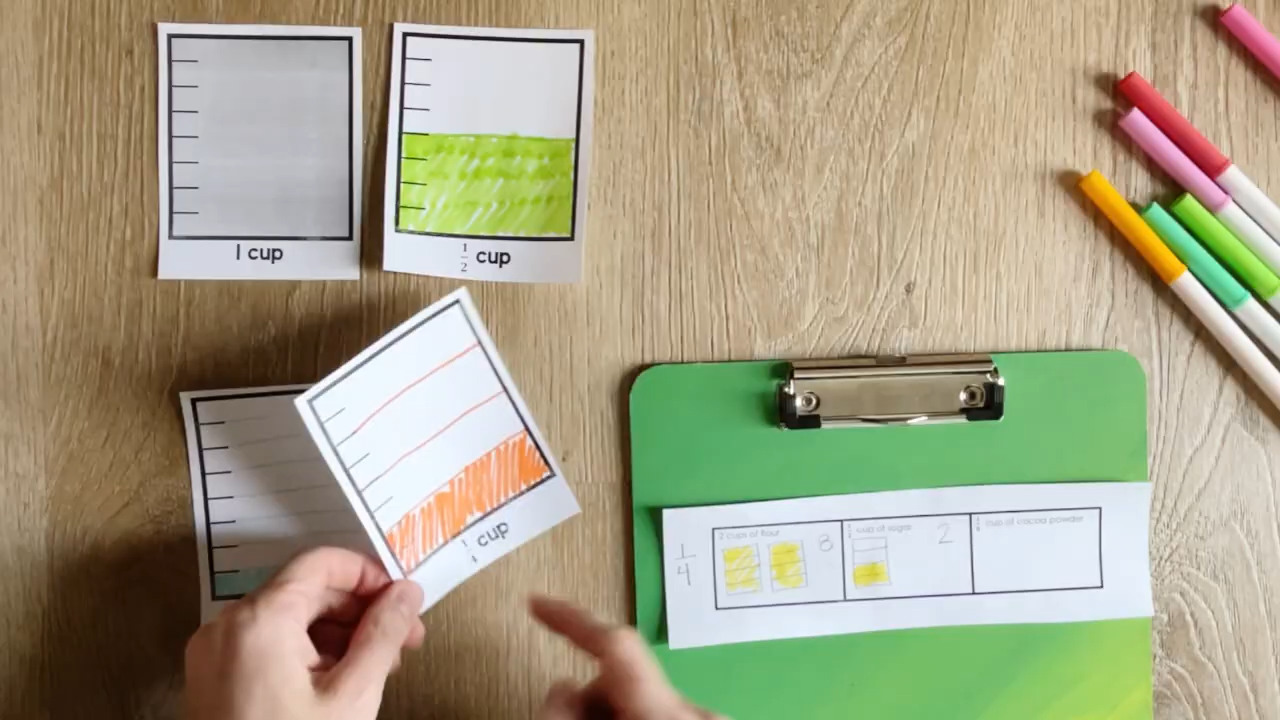 1 cup
1/2 cup
1/4 cup
1/4
2 cups of flour
8
cup of sugar
2
cup of cocoa powder